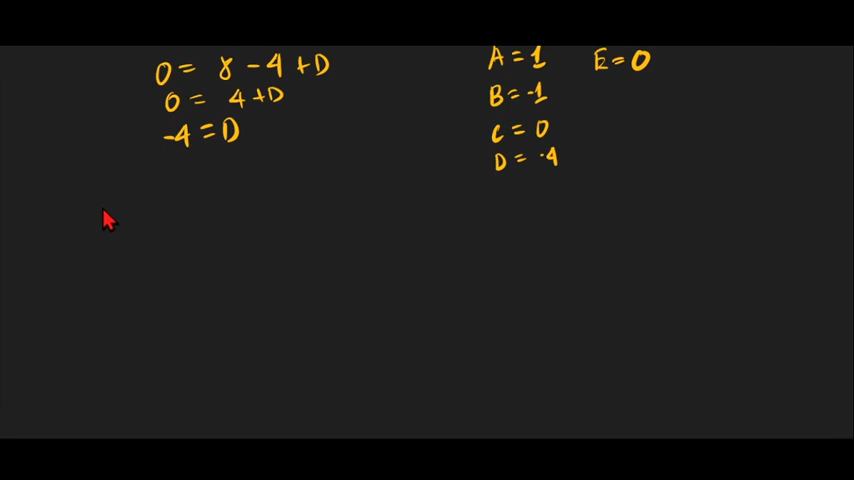 0 = 8 - 4 + D
0 = 4 + D
-4 = D
A = 1
B = -1
C = 0
D = -4
E = 0